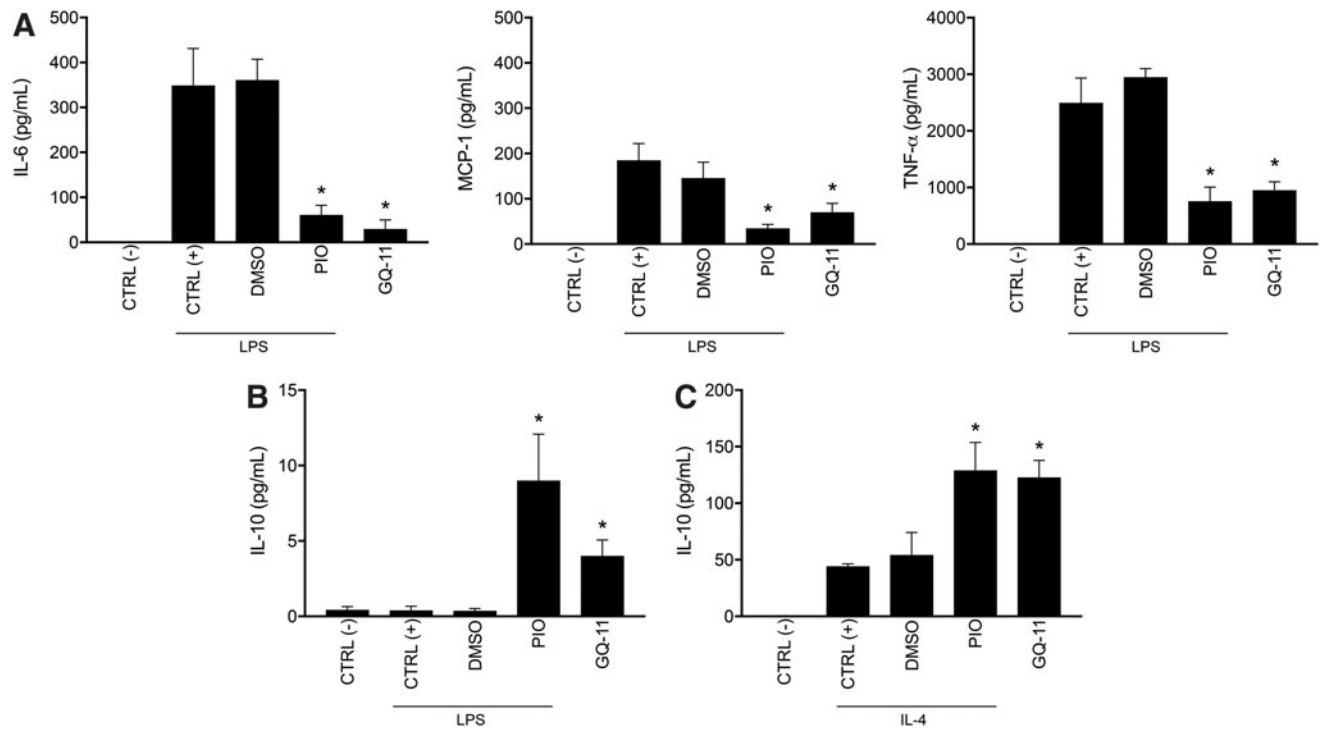 A
IL-6 (pg/mL)
500
400
300
200
100
0
CTRL (-)
CTRL (+)
DMSO
PIO
GQ-11
* *
LPS
MCP-1 (pg/mL)
500
400
300
200
100
0
CTRL (-)
CTRL (+)
DMSO
PIO
GQ-11
* *
LPS
TNF-α (pg/mL)
4000
3000
2000
1000
0
CTRL (-)
CTRL (+)
DMSO
PIO
GQ-11
* *
LPS
B
IL-10 (pg/mL)
15
10
5
0
CTRL (-)
CTRL (+)
DMSO
PIO
GQ-11
* *
LPS
C
IL-10 (pg/mL)
200
150
100
50
0
CTRL (-)
CTRL (+)
DMSO
PIO
GQ-11
* *
IL-4